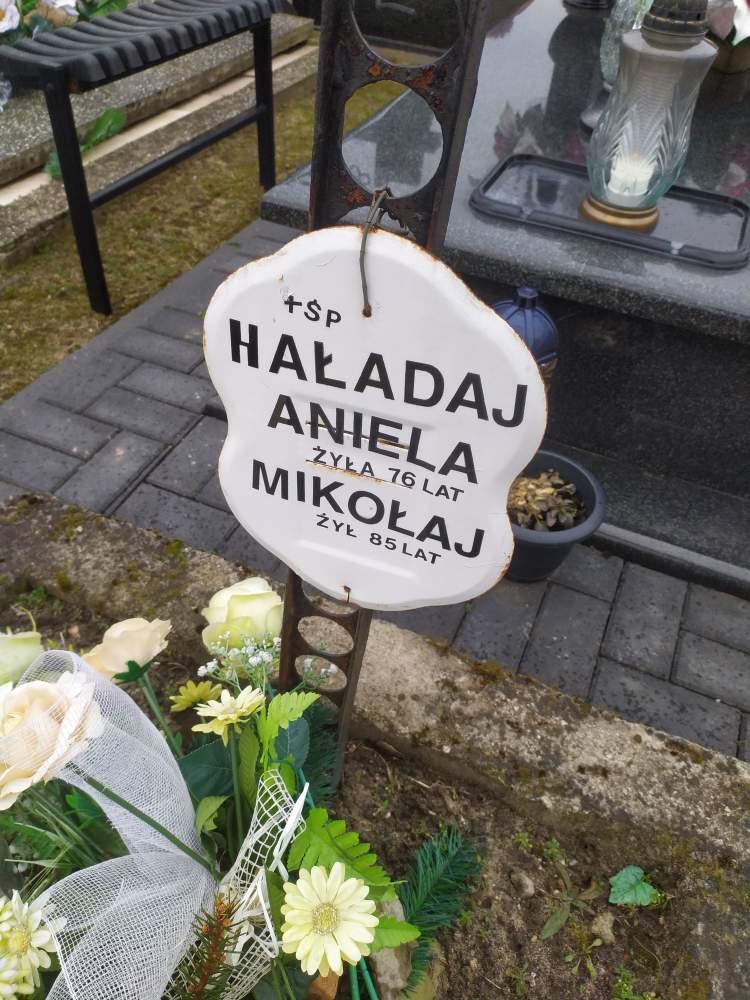 +ŚP
HAŁADAJ
ANIELA
ŻYŁA 76 LAT
MIKOŁAJ
ŻYŁ 85 LAT